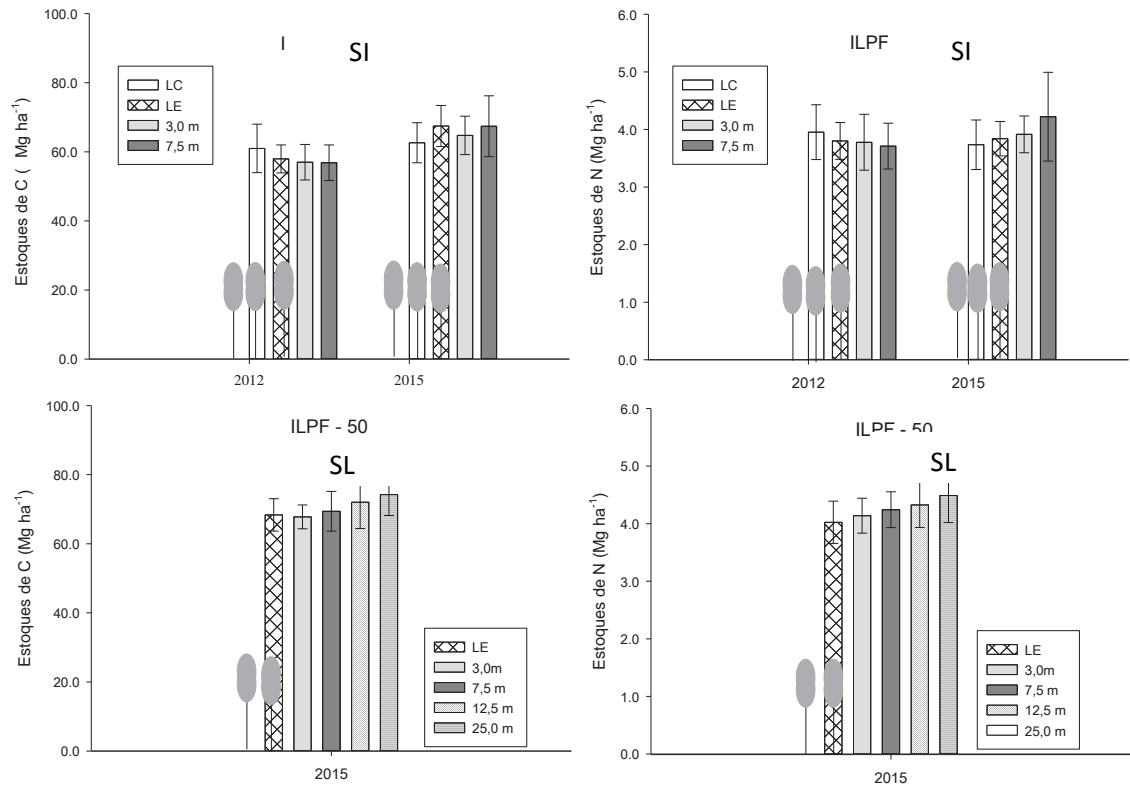 100.0
80.0
60.0
40.0
20.0
0.0
Estoques de C ( Mg ha-1)
I
SI
LC
LE
3,0 m
7,5 m
2012
2015
6.0
5.0
4.0
3.0
2.0
1.0
0.0
Estoques de N (Mg ha-1)
ILPF
SI
LC
LE
3,0 m
7,5 m
2012
2015
100.0
80.0
60.0
40.0
20.0
0.0
Estoques de C (Mg ha-1)
ILPF - 50
SL
LE
3,0m
7,5 m
12,5 m
25,0 m
2015
6.0
5.0
4.0
3.0
2.0
1.0
0.0
Estoques de N (Mg ha-1)
ILPF - 50
SL
LE
3,0m
7,5 m
12,5 m
25,0 m
2015